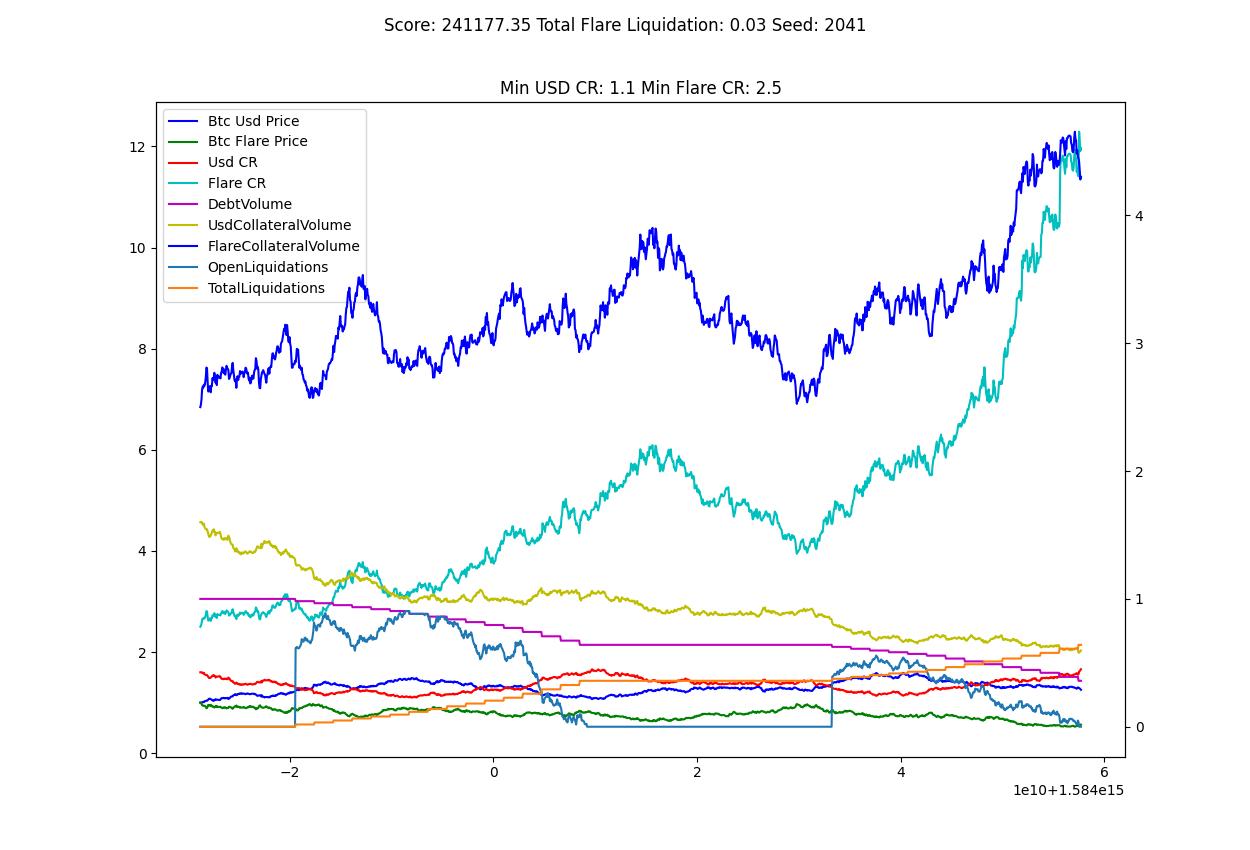 Score: 241177.35 Total Flare Liquidation: 0.03 Seed: 2041
Min USD CR: 1.1 Min Flare CR: 2.5
Btc Usd Price
Btc Flare Price
Usd CR
Flare CR
DebtVolume
UsdCollateralVolume
FlareCollateralVolume
OpenLiquidations
TotalLiquidations
12
10
8
6
4
2
0
4
3
2
1
0
−2
0
2
4
6
1e10+1.584e15